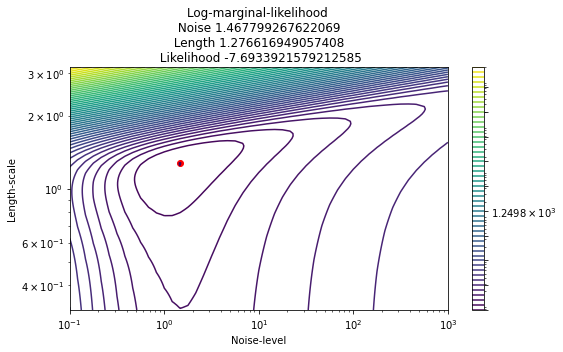 Log-marginal-likelihood
Noise 1.467799267622069
Length 1.276616949057408
Likelihood -7.6933921579212585
3 × 10⁰
2 × 10⁰
10⁰
6 × 10⁻¹
4 × 10⁻¹
Length-scale
1.2498 × 10³
10⁻¹ 10⁰ 10¹ 10² 10³
Noise-level